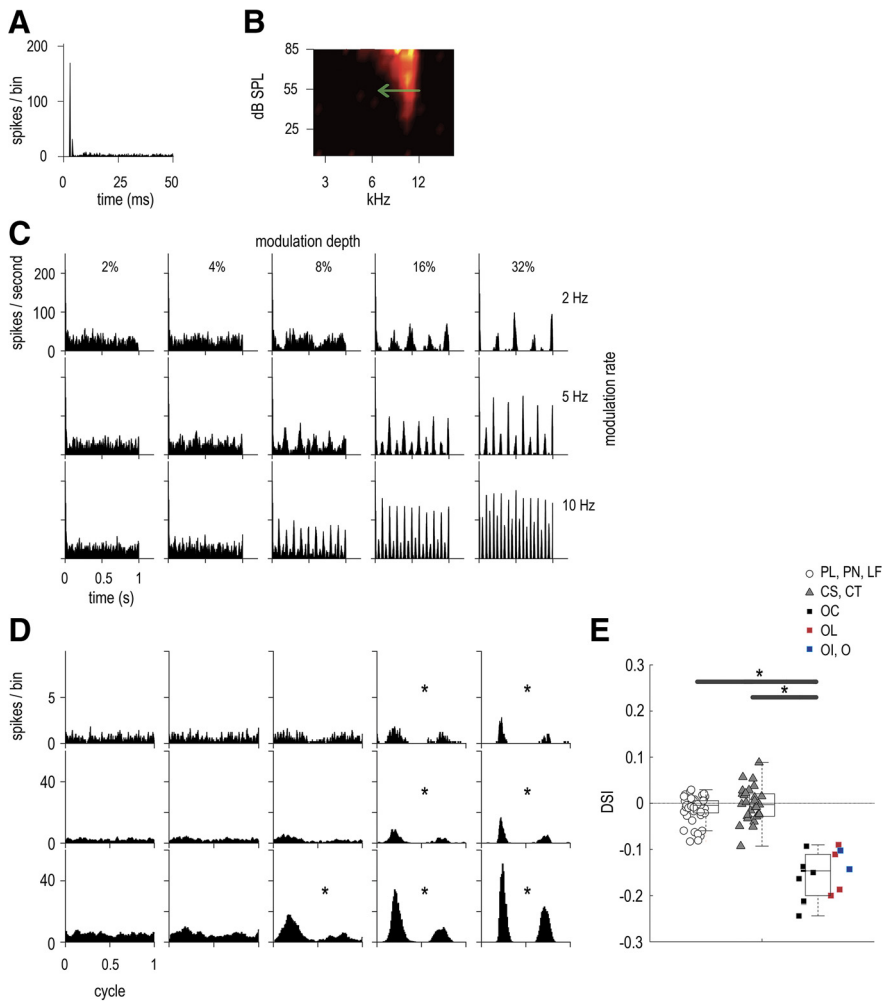 A
spikes / bin
200
100
0
0 25 50
time (ms)
B
dB SPL
85
55
25
3 6 12
kHz
C
modulation depth
2% 4% 8% 16% 32%
spikes / second
200
100
0
2 Hz
5 Hz
10 Hz
modulation rate
0 0.5 1
time (s)
D
spikes / bin
5
0
* *
40
0
* *
40
0
* * *
0 1
cycle
PL, PN, LF
CS, CT
OC
OL
OI, O
E
DSI
0.3
0.2
0.1
0
-0.1
-0.2
-0.3
*
*